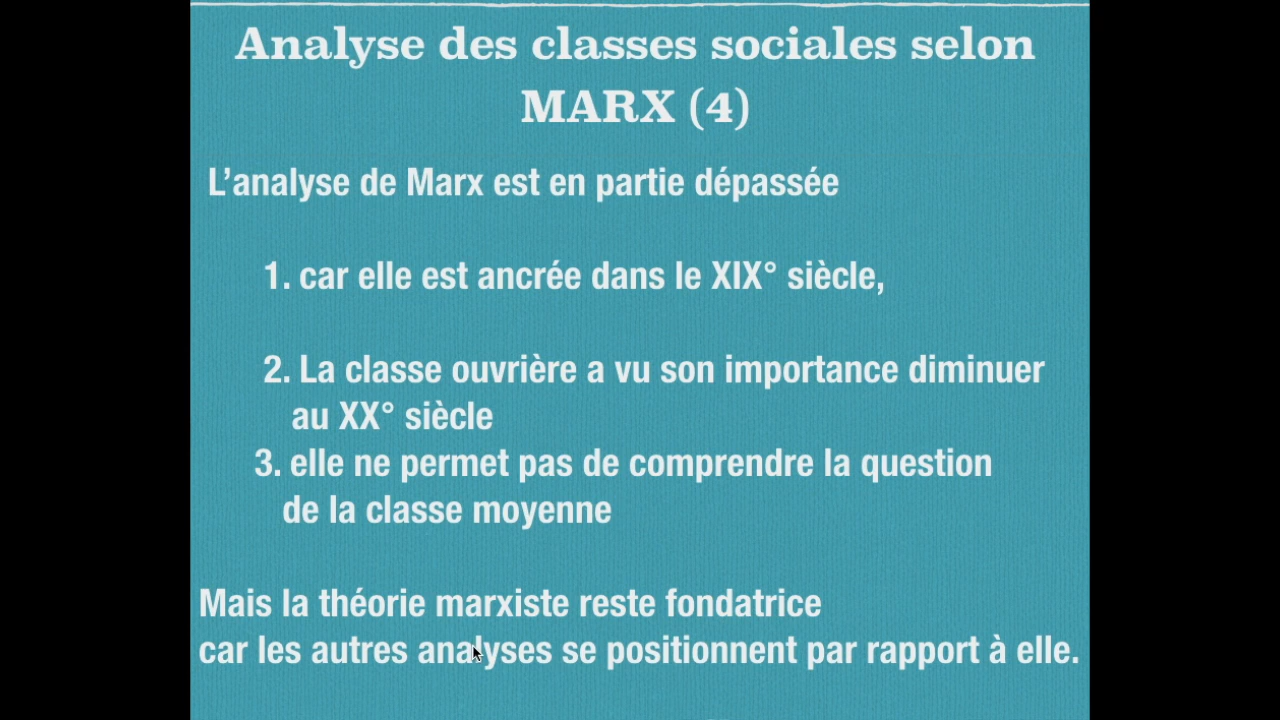 Analyse des classes sociales selon
MARX (4)
L’analyse de Marx est en partie dépassée
1. car elle est ancrée dans le XIX° siècle,
2. La classe ouvrière a vu son importance diminuer
au XX° siècle
3. elle ne permet pas de comprendre la question
de la classe moyenne
Mais la théorie marxiste reste fondatrice
car les autres analyses se positionnent par rapport à elle.